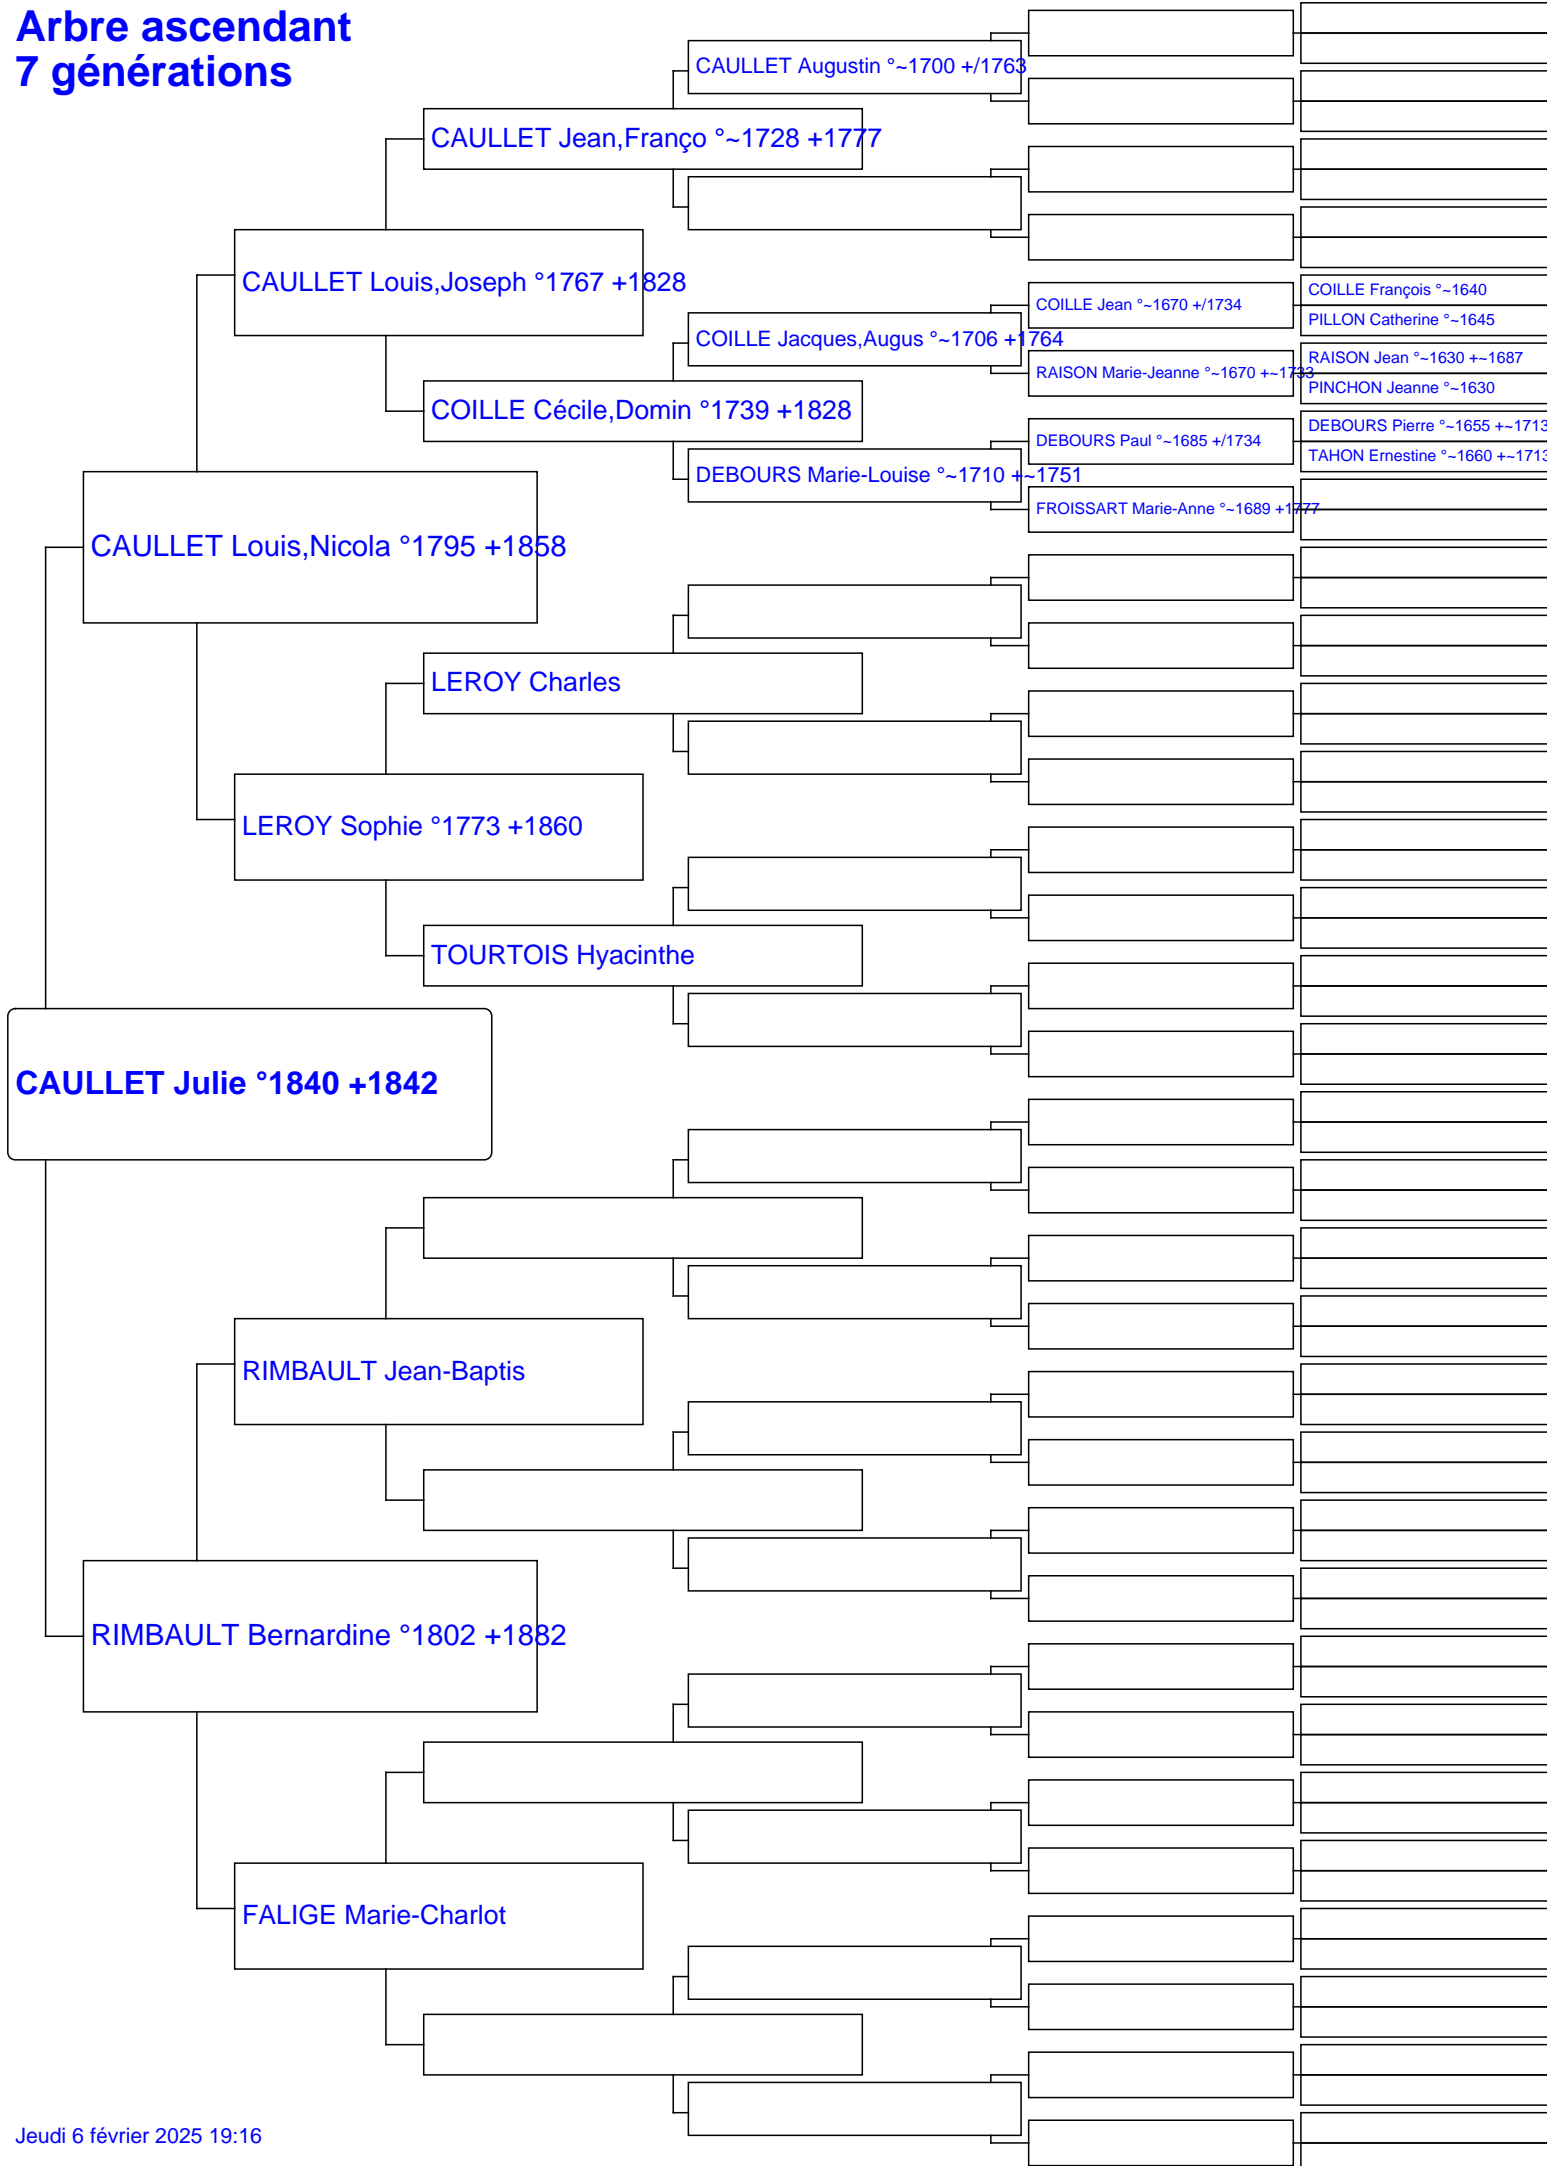 Arbre ascendant
7 générations
CAULLET Augustin °~1700 +/1763
CAULLET Jean,Franço °~1728 +1777
CAULLET Louis,Joseph °1767 +1828
COILLE François °~1640
COILLE Jean °~1670 +/1734
PILLON Catherine °~1645
COILLE Jacques,Augus °~1706 +1764
RAISON Jean °~1630 +~1687
RAISON Marie-Jeanne °~1670 +~1733
PINCHON Jeanne °~1630
COILLE Cécile,Domin °1739 +1828
DEBOURS Pierre °~1655 +~1713
DEBOURS Paul °~1685 +/1734
TAHON Ernestine °~1660 +~1713
DEBOURS Marie-Louise °~1710 +~1751
FROISSART Marie-Anne °~1689 +1777
CAULLET Louis,Nicola °1795 +1858
LEROY Charles
LEROY Sophie °1773 +1860
TOURTOIS Hyacinthe
CAULLET Julie °1840 +1842
RIMBAULT Jean-Baptis
RIMBAULT Bernardine °1802 +1882
FALIGE Marie-Charlot
Jeudi 6 février 2025 19:16